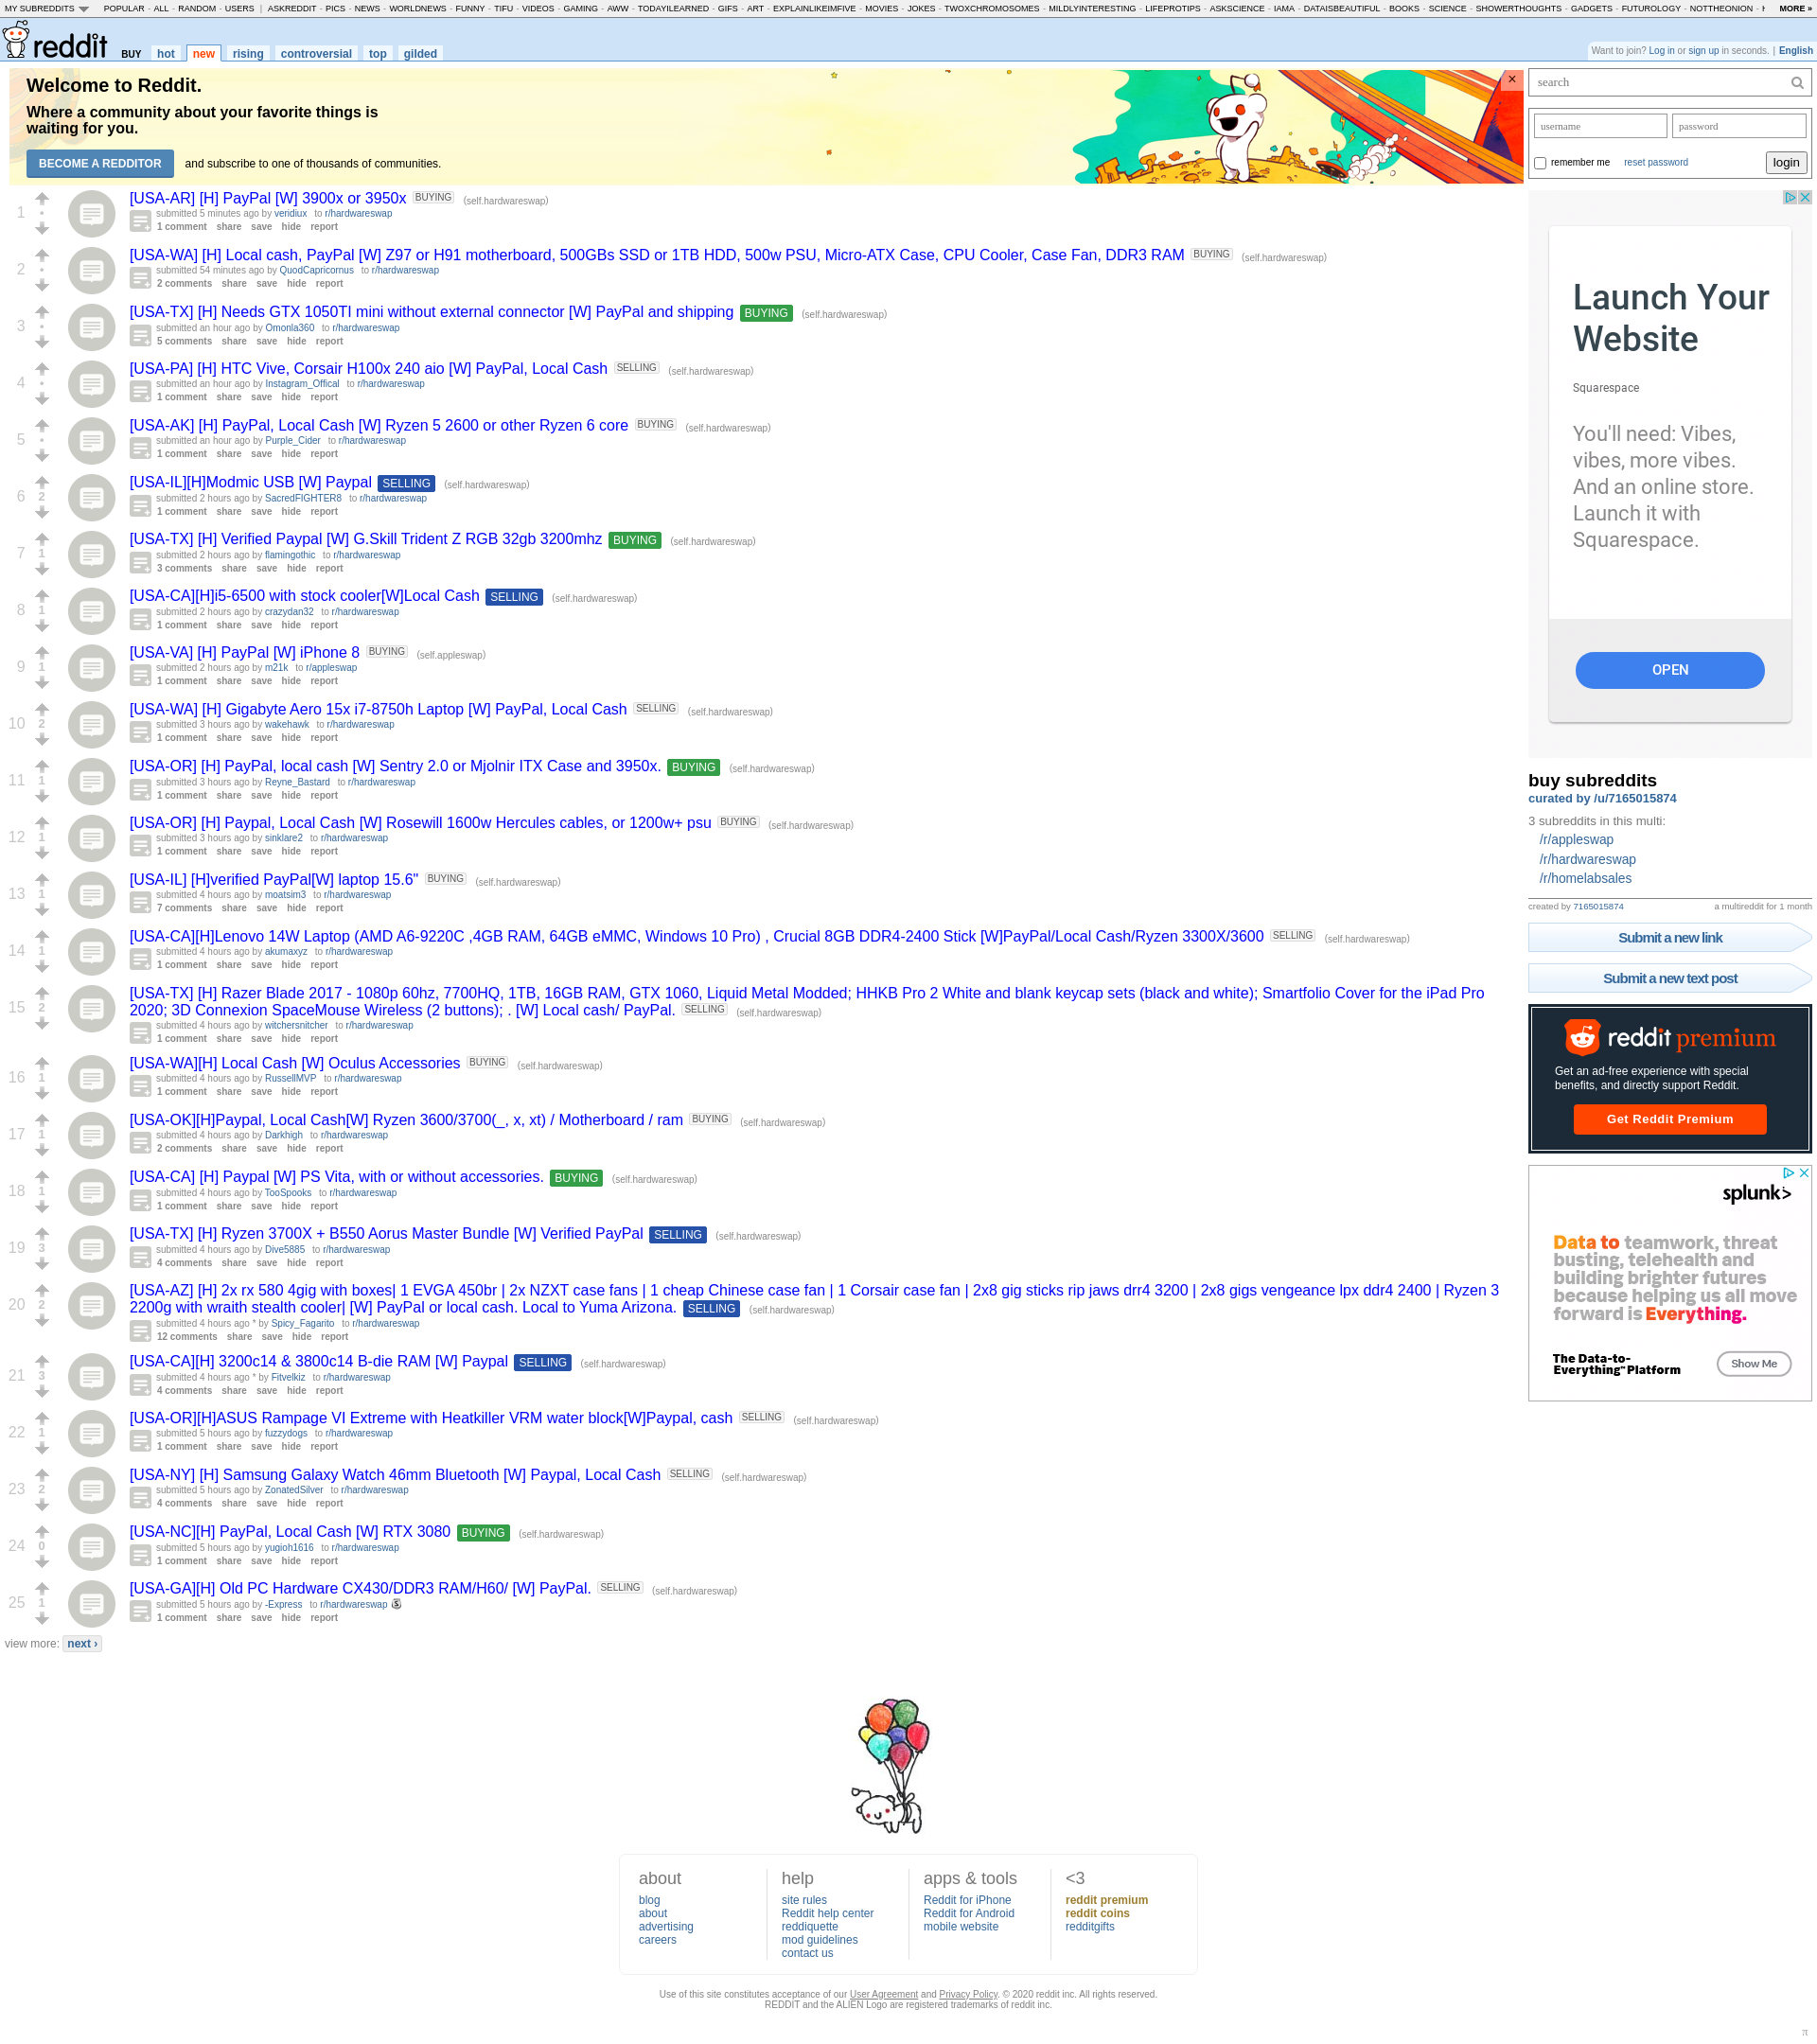 MY SUBREDDITS POPULAR - ALL - RANDOM - USERS | ASKREDDIT - PICS - NEWS - WORLDNEWS - FUNNY - TIFU - VIDEOS - GAMING - AWW - TODAYILEARNED - GIFS - ART - EXPLAINLIKEIMFIVE - MOVIES - JOKES - TWOXCHROMOSOMES - MILDLYINTERESTING - LIFEPROTIPS - ASKSCIENCE - IAMA - DATAISBEAUTIFUL - BOOKS - SCIENCE - SHOWERTHOUGHTS - GADGETS - FUTUROLOGY - NOTTHEONION - MORE »
reddit BUY hot new rising controversial top gilded
Want to join? Log in or sign up in seconds. | English
Welcome to Reddit.
Where a community about your favorite things is
waiting for you.
BECOME A REDDITOR and subscribe to one of thousands of communities.
1
[USA-AR] [H] PayPal [W] 3900x or 3950x BUYING (self.hardwareswap)
submitted 5 minutes ago by veridiux to r/hardwareswap
1 comment share save hide report
2
[USA-WA] [H] Local cash, PayPal [W] Z97 or H91 motherboard, 500GBs SSD or 1TB HDD, 500w PSU, Micro-ATX Case, CPU Cooler, Case Fan, DDR3 RAM BUYING (self.hardwareswap)
submitted 54 minutes ago by QuodCapricornus to r/hardwareswap
2 comments share save hide report
3
[USA-TX] [H] Needs GTX 1050TI mini without external connector [W] PayPal and shipping BUYING (self.hardwareswap)
submitted an hour ago by Omonla360 to r/hardwareswap
5 comments share save hide report
4
[USA-PA] [H] HTC Vive, Corsair H100x 240 aio [W] PayPal, Local Cash SELLING (self.hardwareswap)
submitted an hour ago by Instagram_Offical to r/hardwareswap
1 comment share save hide report
5
[USA-AK] [H] PayPal, Local Cash [W] Ryzen 5 2600 or other Ryzen 6 core BUYING (self.hardwareswap)
submitted an hour ago by Purple_Cider to r/hardwareswap
1 comment share save hide report
6 2
[USA-IL][H]Modmic USB [W] Paypal SELLING (self.hardwareswap)
submitted 2 hours ago by SacredFIGHTER8 to r/hardwareswap
1 comment share save hide report
7 1
[USA-TX] [H] Verified Paypal [W] G.Skill Trident Z RGB 32gb 3200mhz BUYING (self.hardwareswap)
submitted 2 hours ago by flamingothic to r/hardwareswap
3 comments share save hide report
8 1
[USA-CA][H]i5-6500 with stock cooler[W]Local Cash SELLING (self.hardwareswap)
submitted 2 hours ago by crazydan32 to r/hardwareswap
1 comment share save hide report
9 1
[USA-VA] [H] PayPal [W] iPhone 8 BUYING (self.appleswap)
submitted 2 hours ago by m21k to r/appleswap
1 comment share save hide report
10 2
[USA-WA] [H] Gigabyte Aero 15x i7-8750h Laptop [W] PayPal, Local Cash SELLING (self.hardwareswap)
submitted 3 hours ago by wakehawk to r/hardwareswap
1 comment share save hide report
11 1
[USA-OR] [H] PayPal, local cash [W] Sentry 2.0 or Mjolnir ITX Case and 3950x. BUYING (self.hardwareswap)
submitted 3 hours ago by Reyne_Bastard to r/hardwareswap
1 comment share save hide report
12 1
[USA-OR] [H] Paypal, Local Cash [W] Rosewill 1600w Hercules cables, or 1200w+ psu BUYING (self.hardwareswap)
submitted 3 hours ago by sinklare2 to r/hardwareswap
1 comment share save hide report
13 1
[USA-IL] [H]verified PayPal[W] laptop 15.6" BUYING (self.hardwareswap)
submitted 4 hours ago by moatsim3 to r/hardwareswap
7 comments share save hide report
14 1
[USA-CA][H]Lenovo 14W Laptop (AMD A6-9220C ,4GB RAM, 64GB eMMC, Windows 10 Pro) , Crucial 8GB DDR4-2400 Stick [W]PayPal/Local Cash/Ryzen 3300X/3600 SELLING (self.hardwareswap)
submitted 4 hours ago by akumaxyz to r/hardwareswap
1 comment share save hide report
15 2
[USA-TX] [H] Razer Blade 2017 - 1080p 60hz, 7700HQ, 1TB, 16GB RAM, GTX 1060, Liquid Metal Modded; HHKB Pro 2 White and blank keycap sets (black and white); Smartfolio Cover for the iPad Pro
2020; 3D Connexion SpaceMouse Wireless (2 buttons); . [W] Local cash/ PayPal. SELLING (self.hardwareswap)
submitted 4 hours ago by witchersnitcher to r/hardwareswap
1 comment share save hide report
16 1
[USA-WA][H] Local Cash [W] Oculus Accessories BUYING (self.hardwareswap)
submitted 4 hours ago by RussellMVP to r/hardwareswap
1 comment share save hide report
17 1
[USA-OK][H]Paypal, Local Cash[W] Ryzen 3600/3700(_, x, xt) / Motherboard / ram BUYING (self.hardwareswap)
submitted 4 hours ago by Darkhigh to r/hardwareswap
2 comments share save hide report
18 1
[USA-CA] [H] Paypal [W] PS Vita, with or without accessories. BUYING (self.hardwareswap)
submitted 4 hours ago by TooSpooks to r/hardwareswap
1 comment share save hide report
19 3
[USA-TX] [H] Ryzen 3700X + B550 Aorus Master Bundle [W] Verified PayPal SELLING (self.hardwareswap)
submitted 4 hours ago by Dive5885 to r/hardwareswap
4 comments share save hide report
20 2
[USA-AZ] [H] 2x rx 580 4gig with boxes| 1 EVGA 450br | 2x NZXT case fans | 1 cheap Chinese case fan | 1 Corsair case fan | 2x8 gig sticks rip jaws drr4 3200 | 2x8 gigs vengeance lpx ddr4 2400 | Ryzen 3
2200g with wraith stealth cooler| [W] PayPal or local cash. Local to Yuma Arizona. SELLING (self.hardwareswap)
submitted 4 hours ago * by Spicy_Fagarito to r/hardwareswap
12 comments share save hide report
21 3
[USA-CA][H] 3200c14 & 3800c14 B-die RAM [W] Paypal SELLING (self.hardwareswap)
submitted 4 hours ago * by Fitvelkiz to r/hardwareswap
4 comments share save hide report
22 1
[USA-OR][H]ASUS Rampage VI Extreme with Heatkiller VRM water block[W]Paypal, cash SELLING (self.hardwareswap)
submitted 5 hours ago by fuzzydogs to r/hardwareswap
1 comment share save hide report
23 2
[USA-NY] [H] Samsung Galaxy Watch 46mm Bluetooth [W] Paypal, Local Cash SELLING (self.hardwareswap)
submitted 5 hours ago by ZonatedSilver to r/hardwareswap
4 comments share save hide report
24 0
[USA-NC][H] PayPal, Local Cash [W] RTX 3080 BUYING (self.hardwareswap)
submitted 5 hours ago by yugioh1616 to r/hardwareswap
1 comment share save hide report
25 1
[USA-GA][H] Old PC Hardware CX430/DDR3 RAM/H60/ [W] PayPal. SELLING (self.hardwareswap)
submitted 5 hours ago by -Express to r/hardwareswap
1 comment share save hide report
view more: next ›
search
username password
remember me reset password login
Launch Your
Website
Squarespace
You'll need: Vibes,
vibes, more vibes.
And an online store.
Launch it with
Squarespace.
OPEN
buy subreddits
curated by /u/7165015874
3 subreddits in this multi:
/r/appleswap
/r/hardwareswap
/r/homelabsales
created by 7165015874 a multireddit for 1 month
Submit a new link
Submit a new text post
reddit premium
Get an ad-free experience with special
benefits, and directly support Reddit.
Get Reddit Premium
splunk>
Data to teamwork, threat
busting, telehealth and
building brighter futures
because helping us all move
forward is Everything.
The Data-to-
Everything™ Platform
Show Me
about
blog
about
advertising
careers
help
site rules
Reddit help center
reddiquette
mod guidelines
contact us
apps & tools
Reddit for iPhone
Reddit for Android
mobile website
<3
reddit premium
reddit coins
redditgifts
Use of this site constitutes acceptance of our User Agreement and Privacy Policy. © 2020 reddit inc. All rights reserved.
REDDIT and the ALIEN Logo are registered trademarks of reddit inc.
π